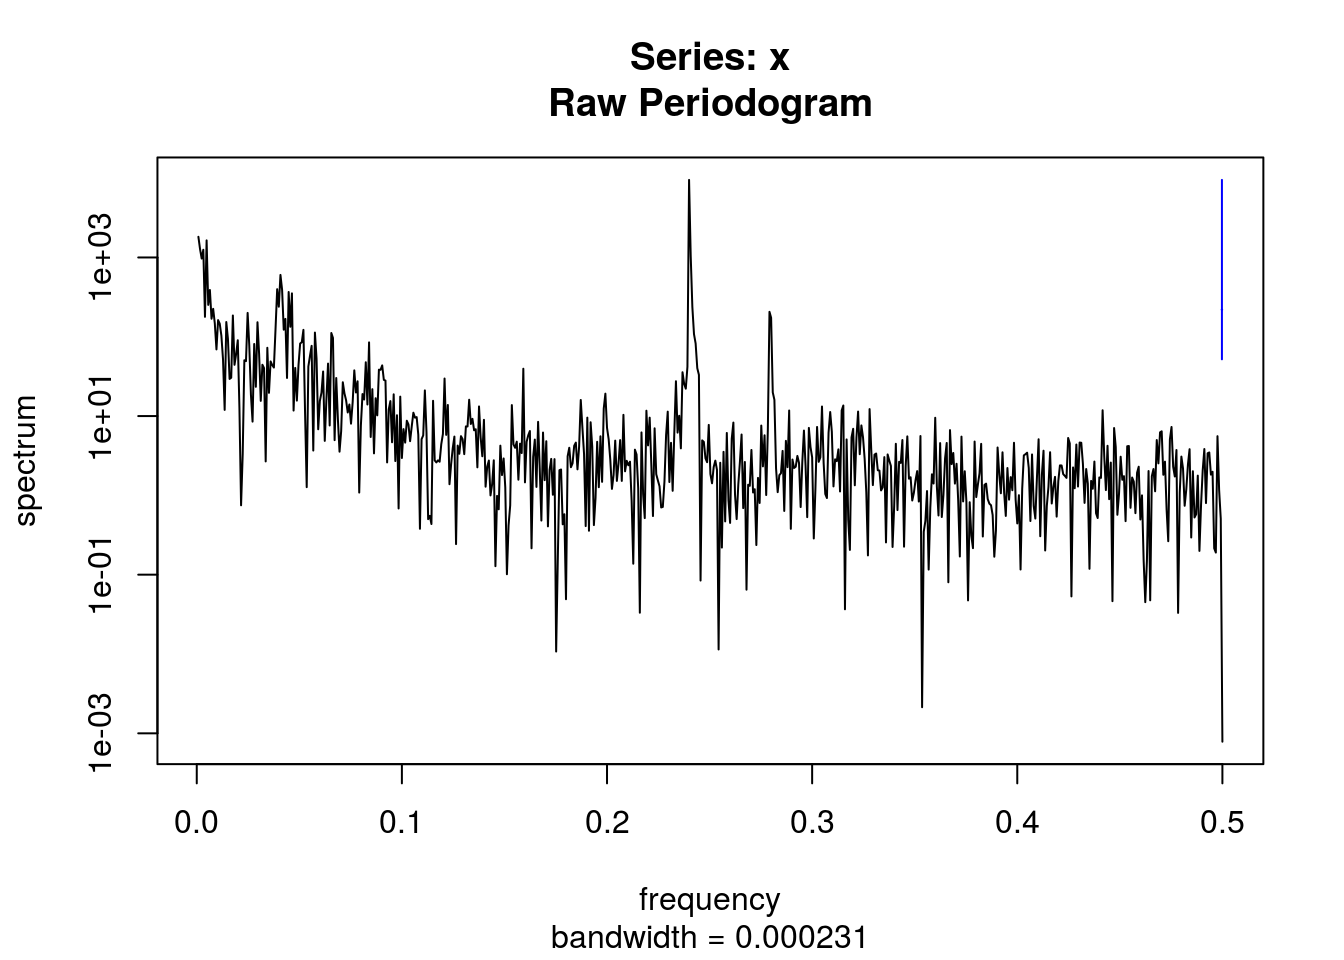 Series: x
Raw Periodogram
spectrum
1e+03
1e+01
1e-01
1e-03
0.0 0.1 0.2 0.3 0.4 0.5
frequency
bandwidth = 0.000231